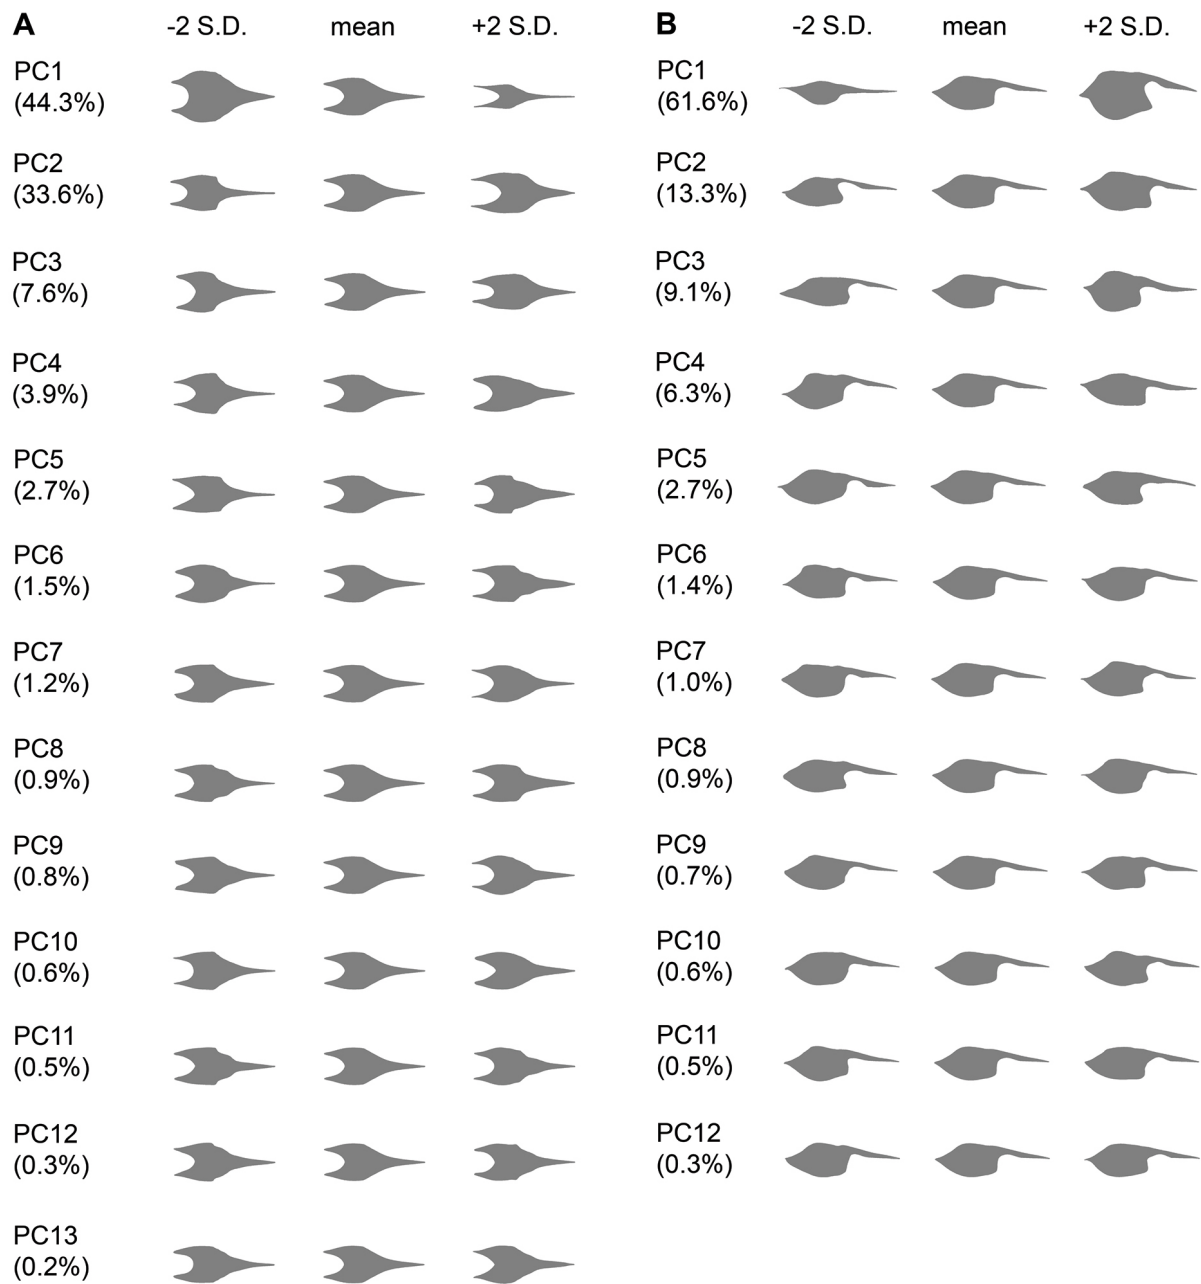 A
-2 S.D. mean +2 S.D.
PC1
(44.3%)
PC2
(33.6%)
PC3
(7.6%)
PC4
(3.9%)
PC5
(2.7%)
PC6
(1.5%)
PC7
(1.2%)
PC8
(0.9%)
PC9
(0.8%)
PC10
(0.6%)
PC11
(0.5%)
PC12
(0.3%)
PC13
(0.2%)
B
-2 S.D. mean +2 S.D.
PC1
(61.6%)
PC2
(13.3%)
PC3
(9.1%)
PC4
(6.3%)
PC5
(2.7%)
PC6
(1.4%)
PC7
(1.0%)
PC8
(0.9%)
PC9
(0.7%)
PC10
(0.6%)
PC11
(0.5%)
PC12
(0.3%)